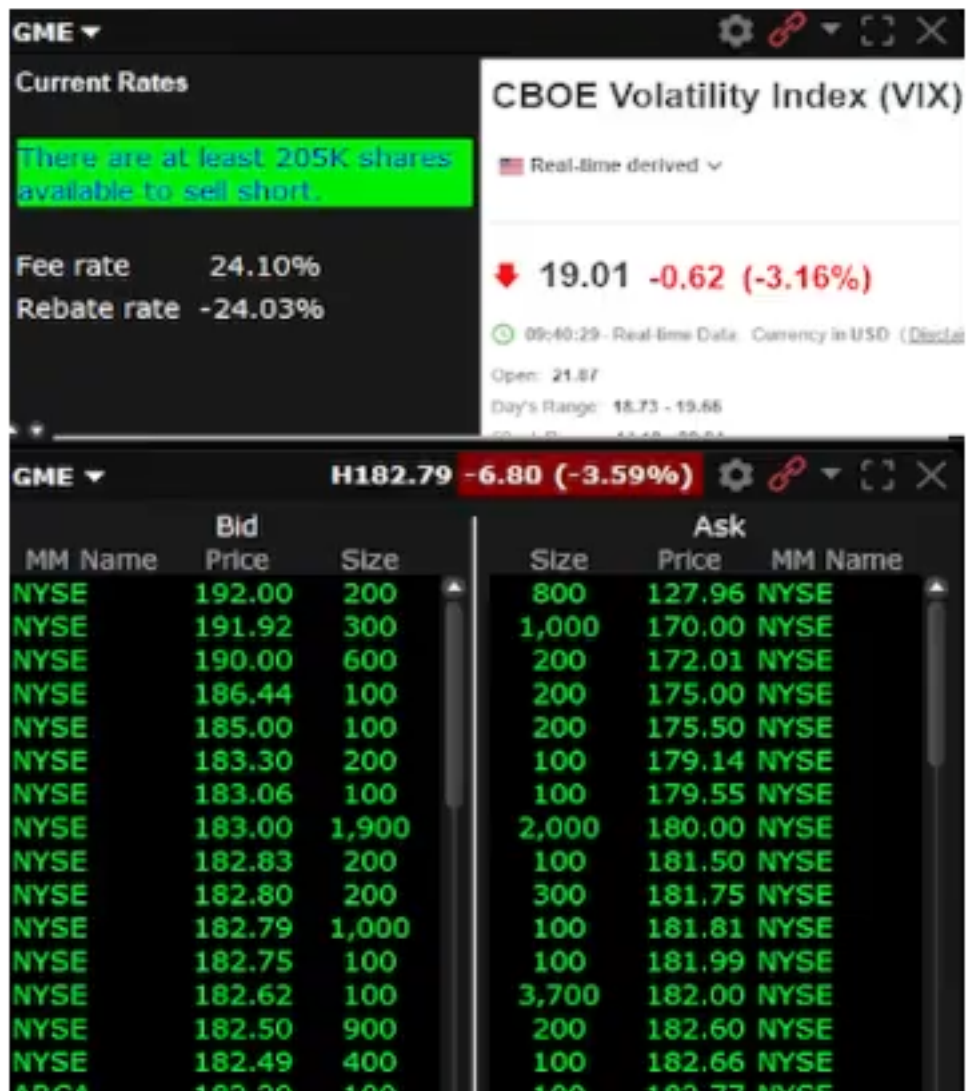 GME
Current Rates
There are at least 205K shares
available to sell short.
Fee rate 24.10%
Rebate rate -24.03%
CBOE Volatility Index (VIX)
Real-time derived
19.01 -0.62 (-3.16%)
09:40:29 - Real-time Data. Currency in USD (
Open: 21.87
Day's Range: 18.73 - 19.66
GME H182.79 -6.80 (-3.59%)
Bid Ask
MM Name Price Size Size Price MM Name
NYSE 192.00 200 800 127.96 NYSE
NYSE 191.92 300 1,000 170.00 NYSE
NYSE 190.00 600 200 172.01 NYSE
NYSE 186.44 100 200 175.00 NYSE
NYSE 185.00 100 200 175.50 NYSE
NYSE 183.30 200 100 179.14 NYSE
NYSE 183.06 100 100 179.55 NYSE
NYSE 183.00 1,900 2,000 180.00 NYSE
NYSE 182.83 200 100 181.50 NYSE
NYSE 182.80 200 300 181.75 NYSE
NYSE 182.79 1,000 100 181.81 NYSE
NYSE 182.75 100 100 181.99 NYSE
NYSE 182.62 100 3,700 182.00 NYSE
NYSE 182.50 900 200 182.60 NYSE
NYSE 182.49 400 100 182.66 NYSE